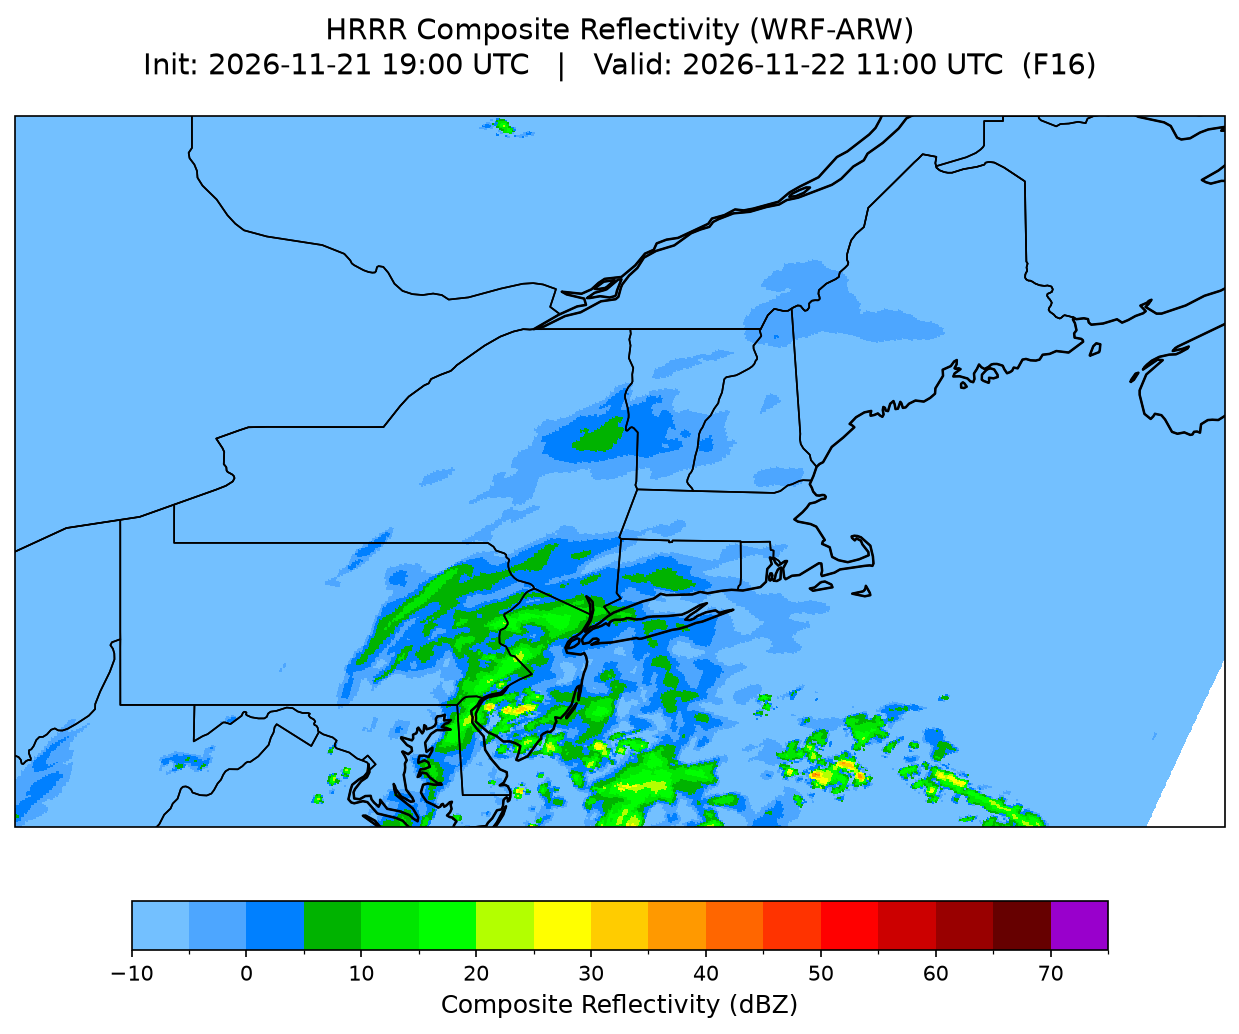 HRRR Composite Reflectivity (WRF-ARW)
Init: 2026-11-21 19:00 UTC   |   Valid: 2026-11-22 11:00 UTC  (F16)
−10 0 10 20 30 40 50 60 70
Composite Reflectivity (dBZ)